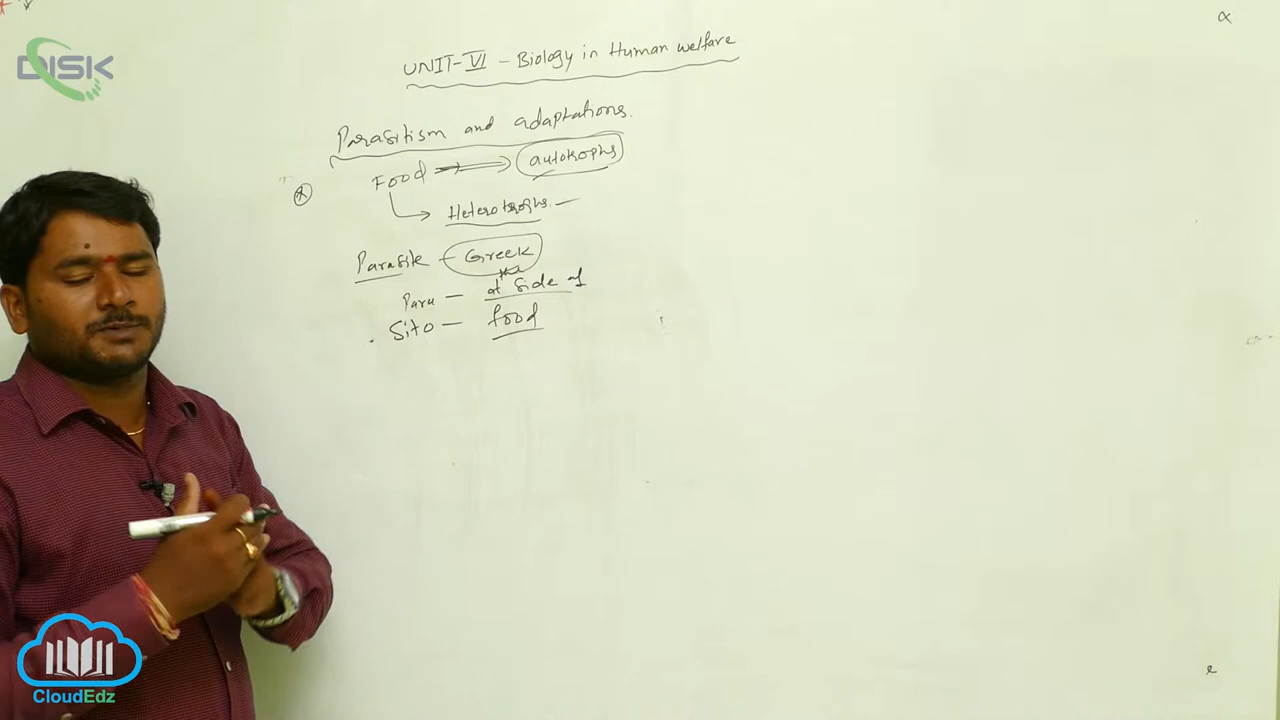 DISK
UNIT-VI - Biology in Human welfare
Parasitism and adaptations.
Food → autotrophs
Heterotrophs -
Parasite - Greek
Para - at the side of
Sito - food
CloudEdz